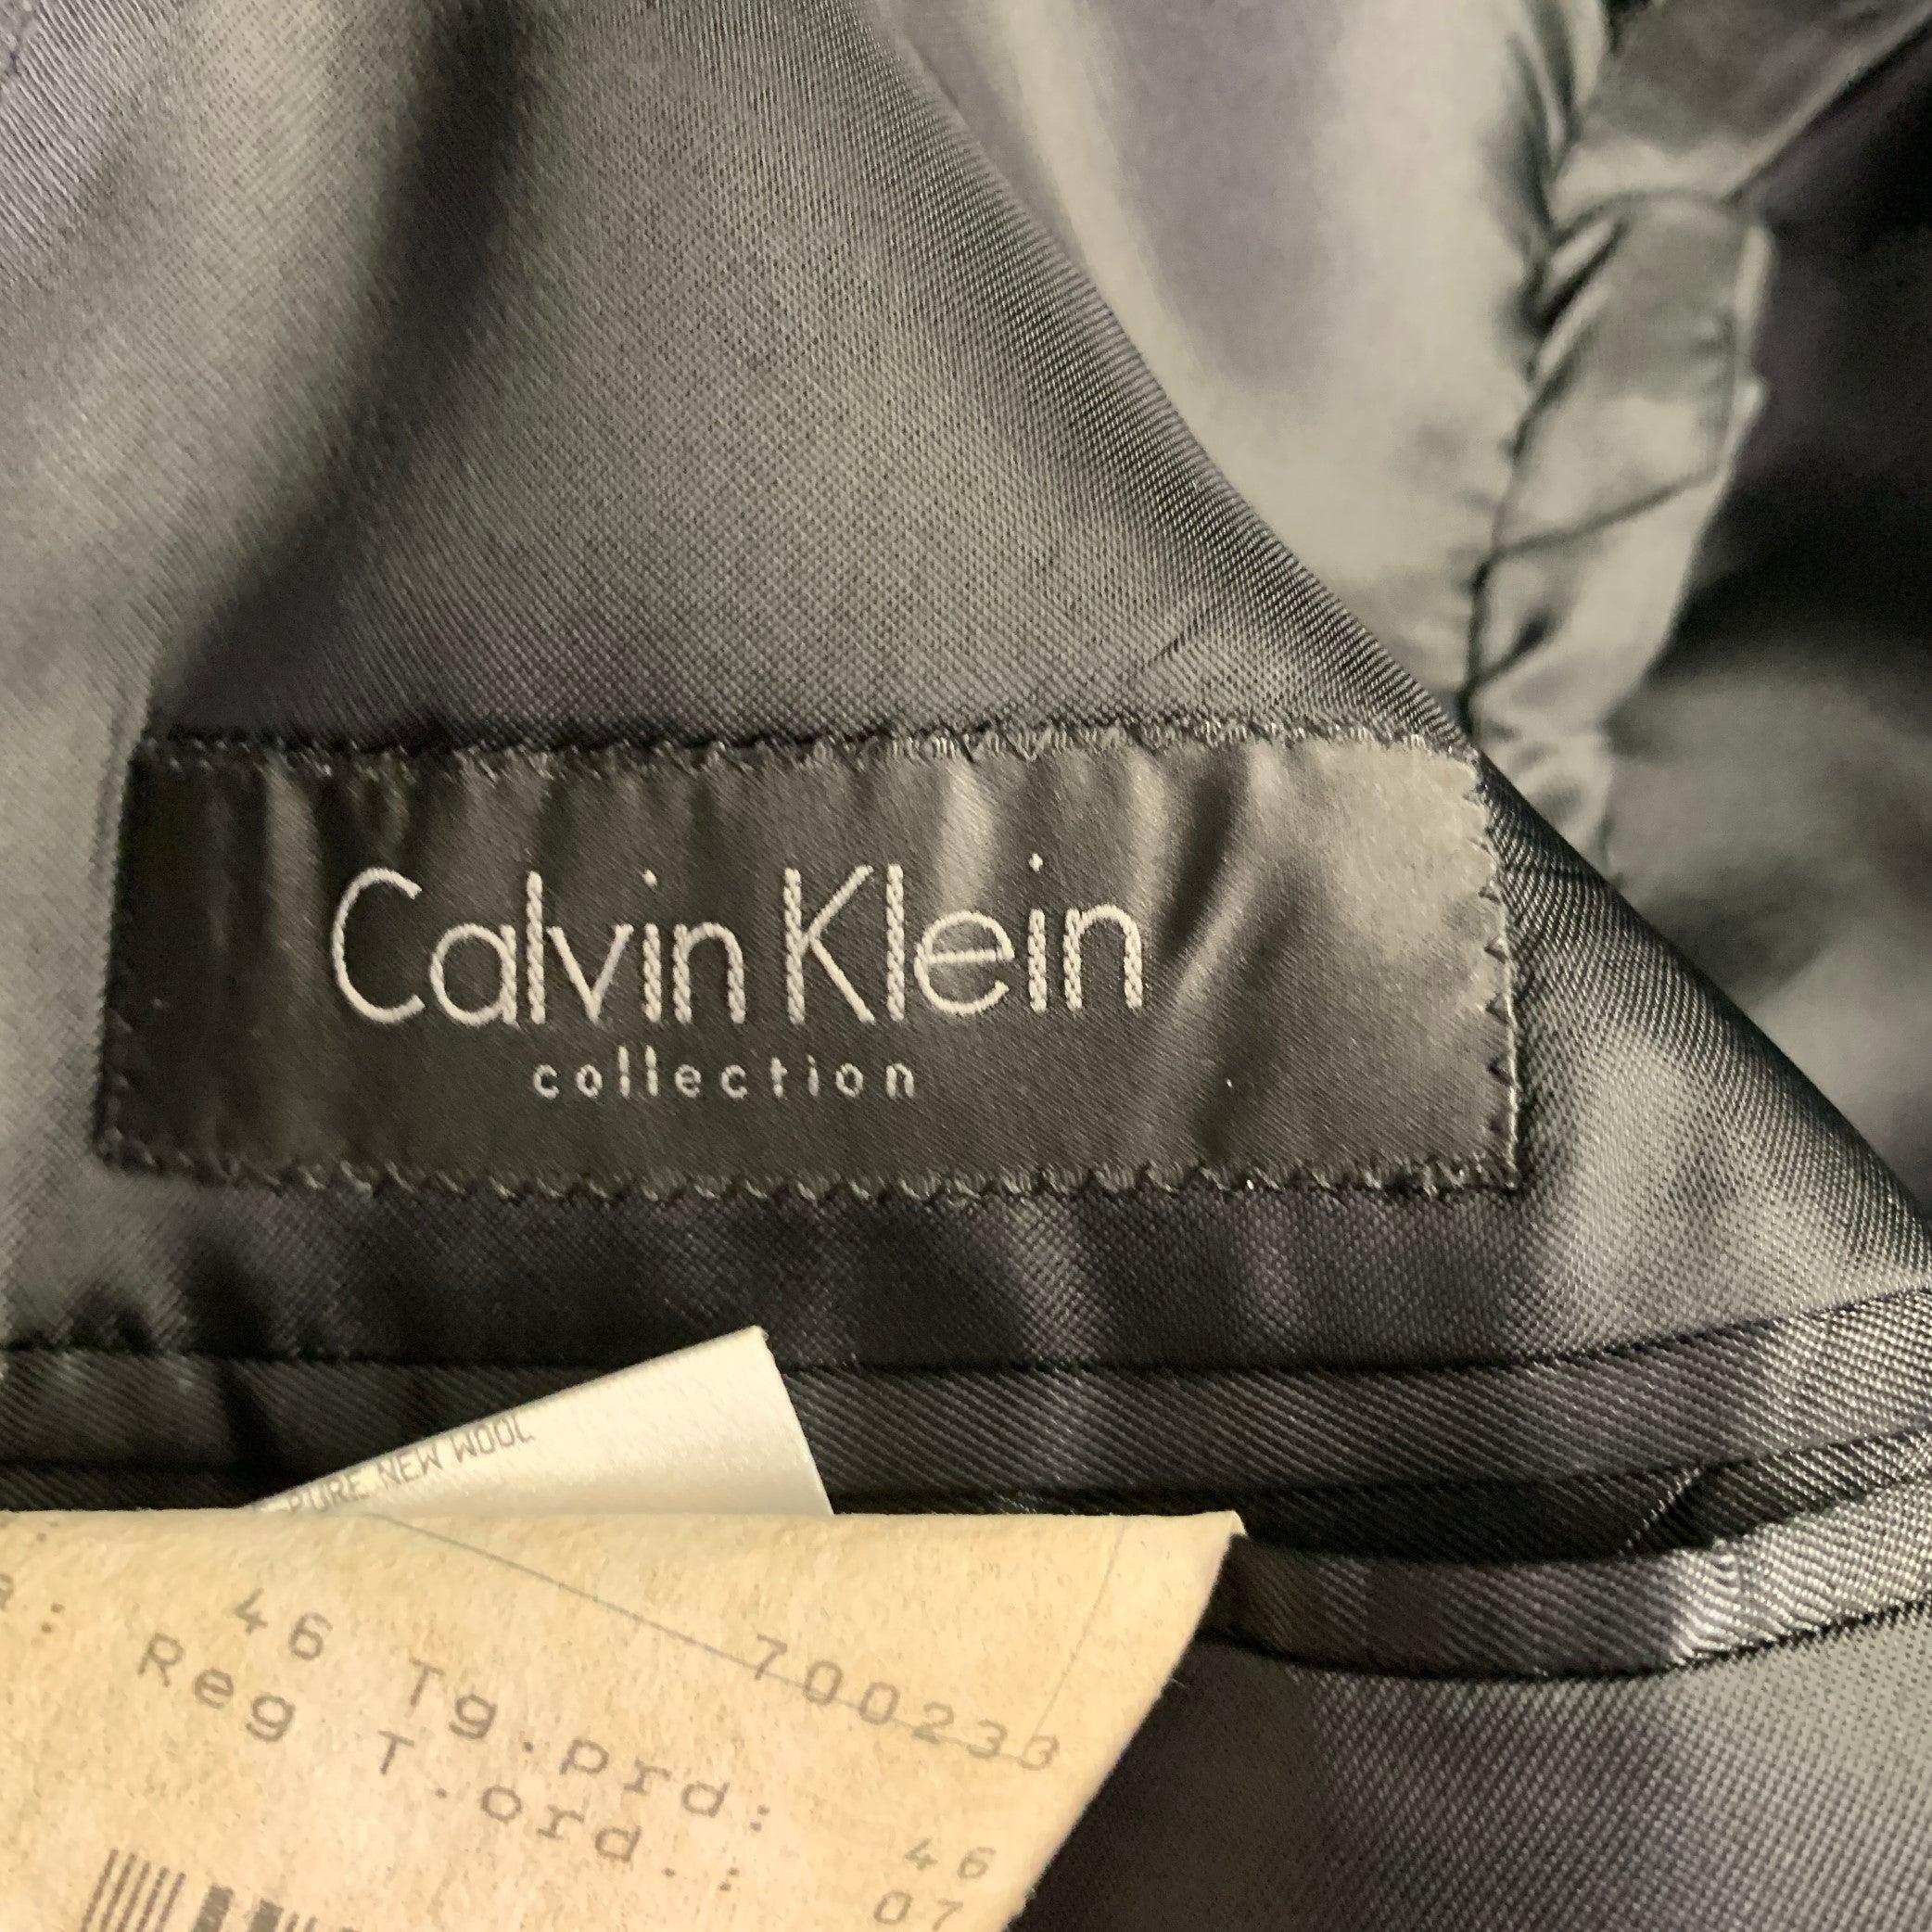 Calvin Klein
collection
PURE NEW WOOL
a: 46 Tg.prd: 46
Reg T.ord.: 07
700233